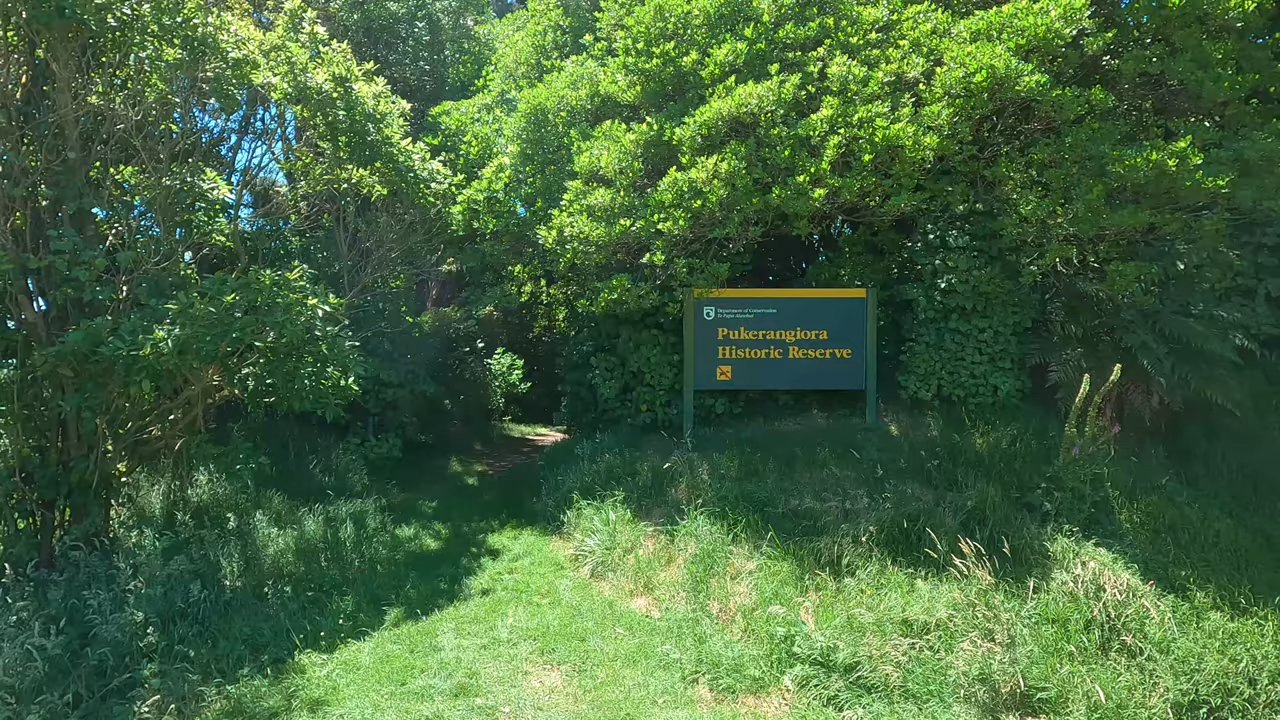 Department of Conservation
Te Papa Atawhai
Pukerangiora
Historic Reserve